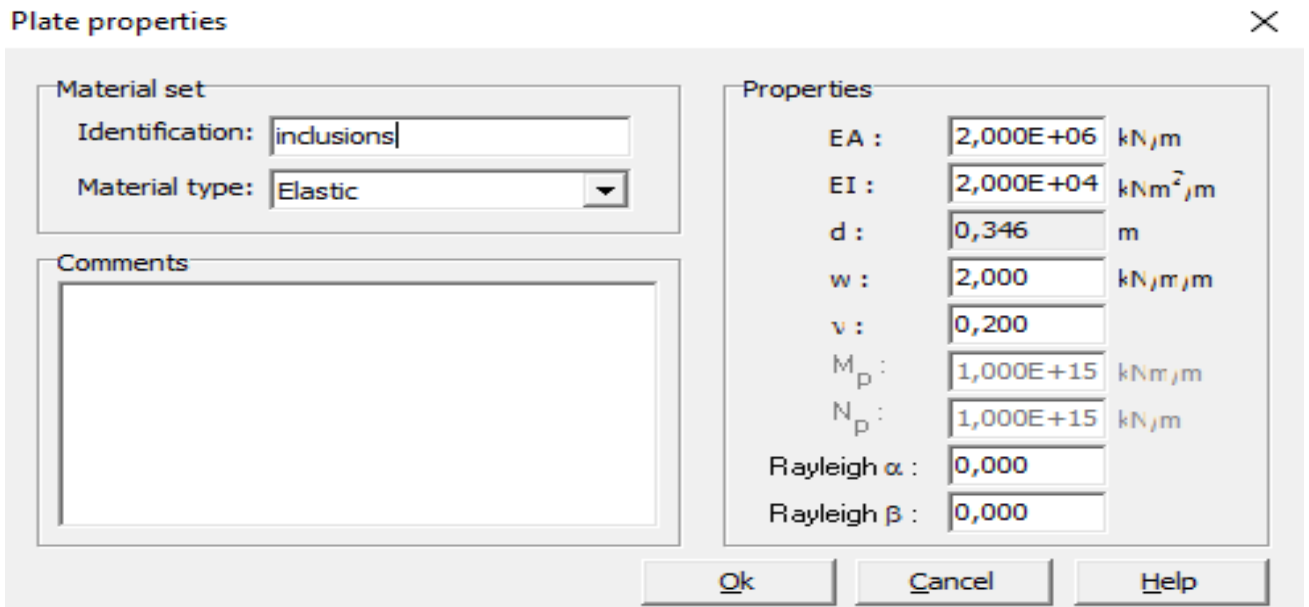 Plate properties
Material set
Identification: inclusions
Material type: Elastic
Comments
Properties
EA : 2,000E+06 kN/m
EI : 2,000E+04 kNm²/m
d : 0,346 m
w : 2,000 kN/m/m
ν : 0,200
Mp : 1,000E+15 kNm/m
Np : 1,000E+15 kN/m
Rayleigh α : 0,000
Rayleigh β : 0,000
Ok Cancel Help